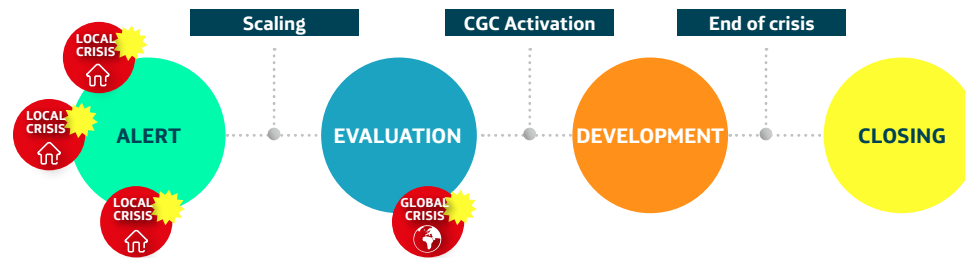 Scaling
CGC Activation
End of crisis
LOCAL
CRISIS
LOCAL
CRISIS
ALERT
EVALUATION
DEVELOPMENT
CLOSING
LOCAL
CRISIS
GLOBAL
CRISIS